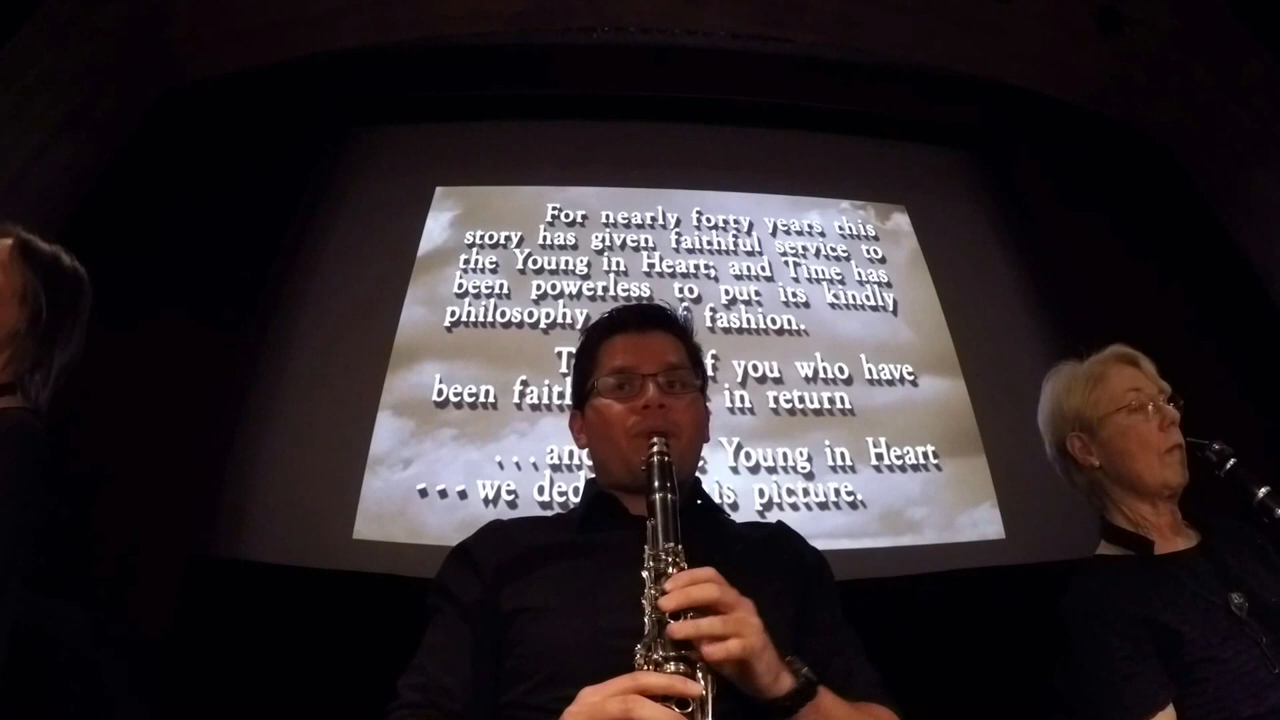 For nearly forty years this
story has given faithful service to
the Young in Heart; and Time has
been powerless to put its kindly
philosophy fashion.
you who have
been in return
... Young in Heart
...we picture.